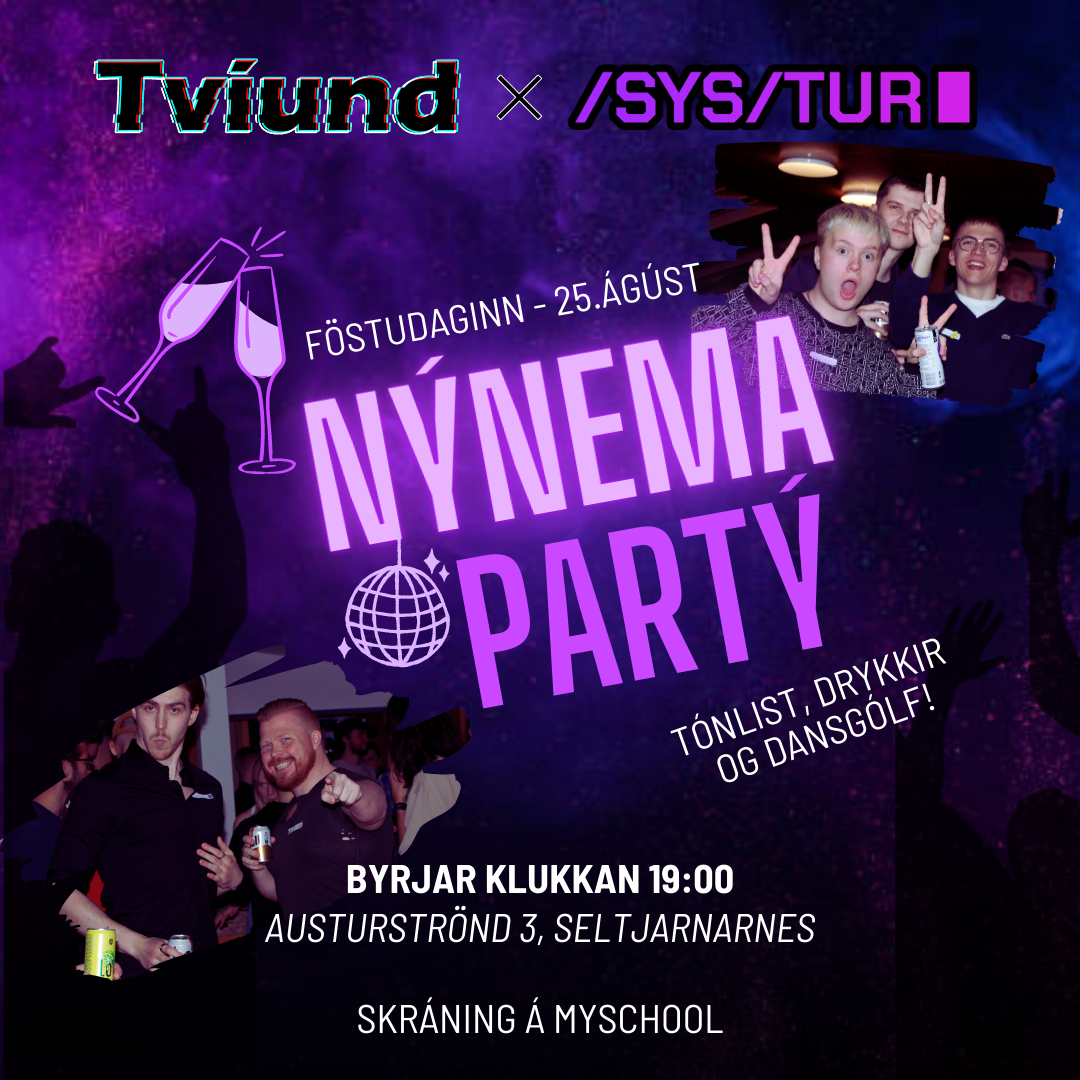 Tvíund × /SYS/TUR
FÖSTUDAGINN - 25.ÁGÚST
NÝNEMA
PARTÝ
TÓNLIST, DRYKKIR
OG DANSGÓLF!
BYRJAR KLUKKAN 19:00
AUSTURSTRÖND 3, SELTJARNARNES
SKRÁNING Á MYSCHOOL